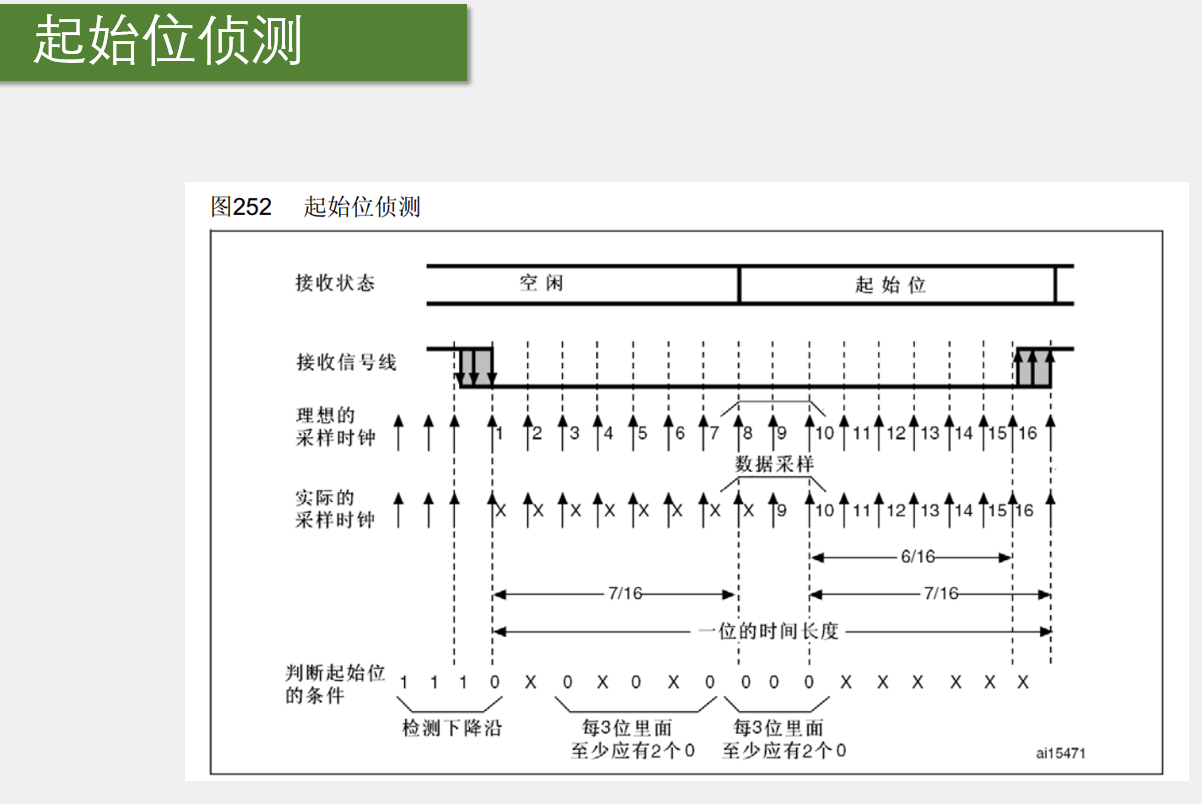 起始位侦测
图252 起始位侦测
接收状态 空闲 起始位
接收信号线
理想的
采样时钟
1 2 3 4 5 6 7 8 9 10 11 12 13 14 15 16
数据采样
实际的
采样时钟
X X X X X X X X 9 10 11 12 13 14 15 16
6/16
7/16 7/16
一位的时间长度
判断起始位
的条件
1 1 1 0 X 0 X 0 X 0 0 0 0 X X X X X X
检测下降沿
每3位里面
至少应有2个0
每3位里面
至少应有2个0
ai15471